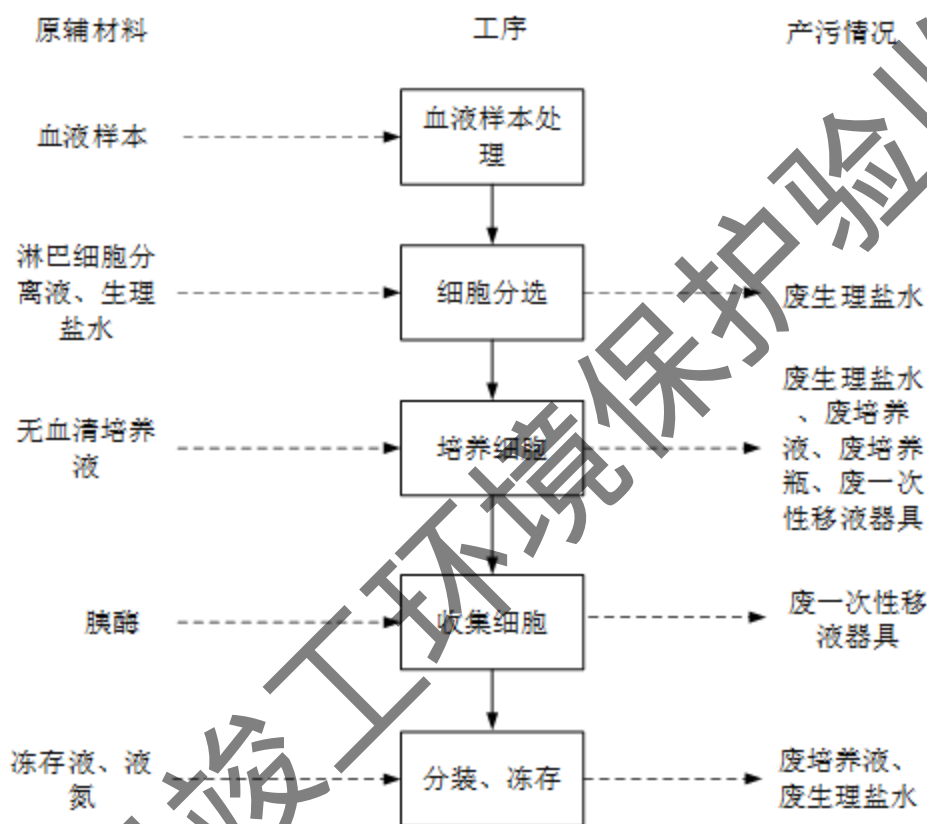 原辅材料
工序
产污情况
血液样本
血液样本处
理
淋巴细胞分
离液、生理
盐水
细胞分选
废生理盐水
无血清培养
液
培养细胞
废生理盐水
、废培养
液、废培养
瓶、废一次
性移液器具
胰酶
收集细胞
废一次性移
液器具
冻存液、液
氮
分装、冻存
废培养液、
废生理盐水
竣工环境保护验